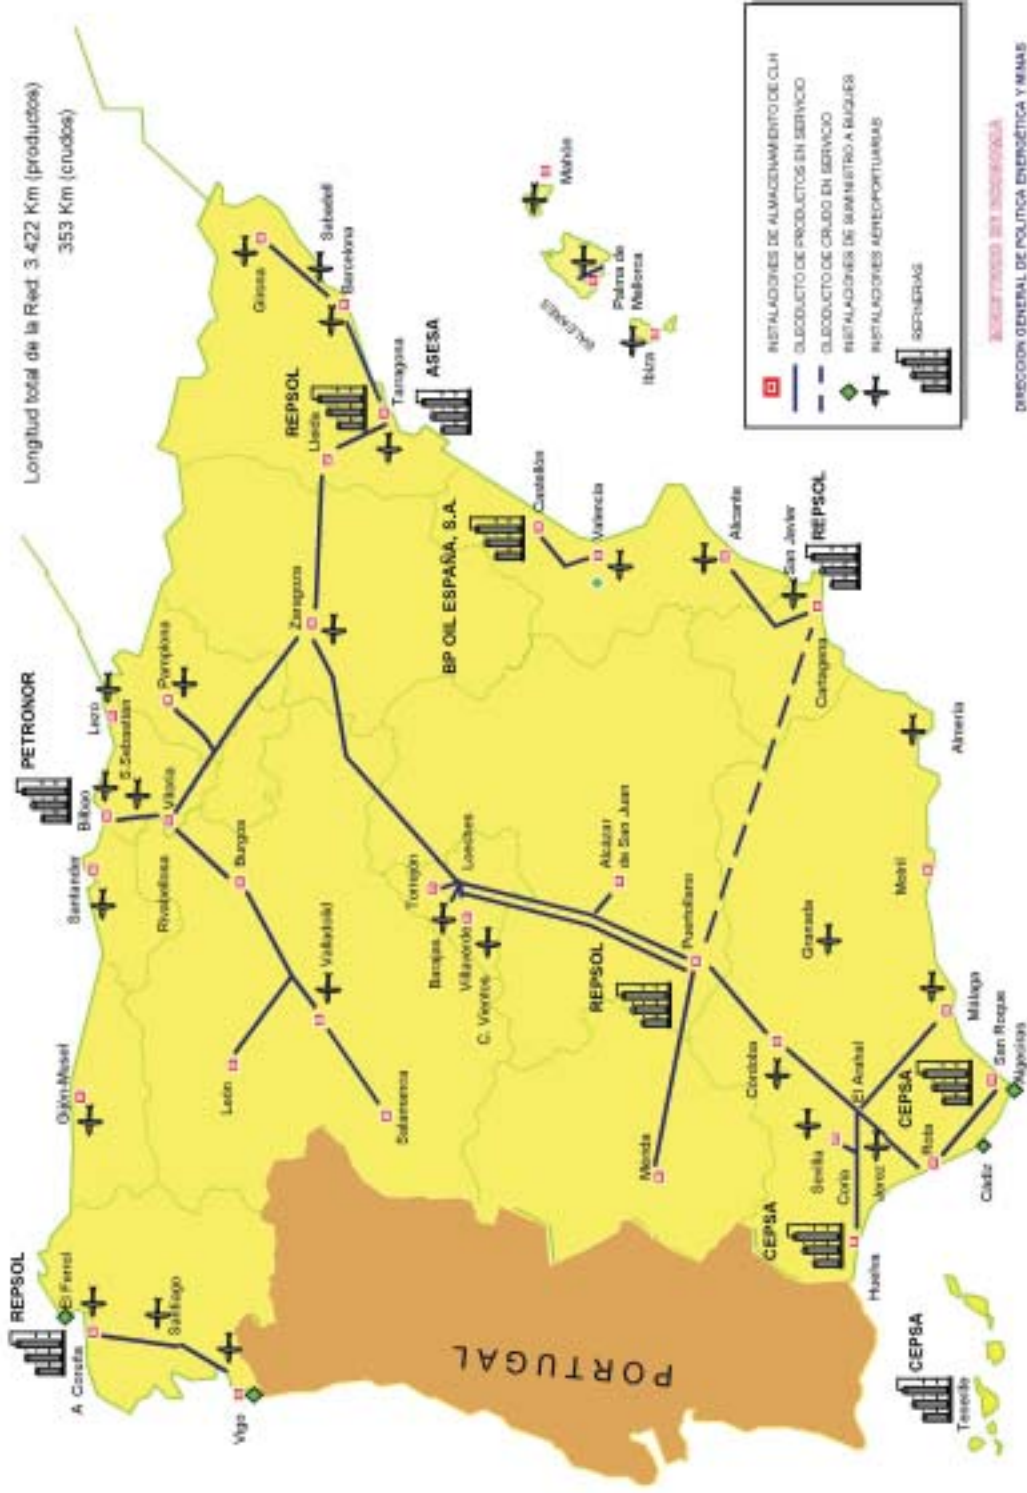 Longitud total de la Red: 3.422 Km (productos)
353 Km (crudos)
REPSOL
El Ferrol
A Coruña
Santiago
Vigo
Gijón-Musel
Santander
PETRONOR
Bilbao
Lezo
S.Sebastián
Pamplona
Vitoria
Rivabellosa
Burgos
León
Valladolid
Salamanca
Zaragoza
REPSOL
Lleida
Girona
Sabadell
Barcelona
Tarragona
ASESA
BP OIL ESPAÑA, S.A.
Castellón
Valencia
Torrejón
Loeches
Barajas
Villaverde
C. Vientos
Alcázar
de San Juan
REPSOL
Puertollano
Mérida
Alicante
San Javier
REPSOL
Cartagena
Almería
Motril
Granada
Málaga
Córdoba
El Arahal
CEPSA
San Roque
Algeciras
Sevilla
Coria
Jerez
Rota
Cádiz
CEPSA
Huelva
PORTUGAL
CEPSA
Tenerife
BALEARES
Mahón
Palma de
Mallorca
Ibiza
INSTALACIONES DE ALMACENAMIENTO DE CLH
OLEODUCTO DE PRODUCTOS EN SERVICIO
OLEODUCTO DE CRUDO EN SERVICIO
INSTALACIONES DE SUMINISTRO A BUQUES
INSTALACIONES AEREOPORTUARIAS
REFINERIAS
DIRECCION GENERAL DE POLITICA ENERGÉTICA Y MINAS